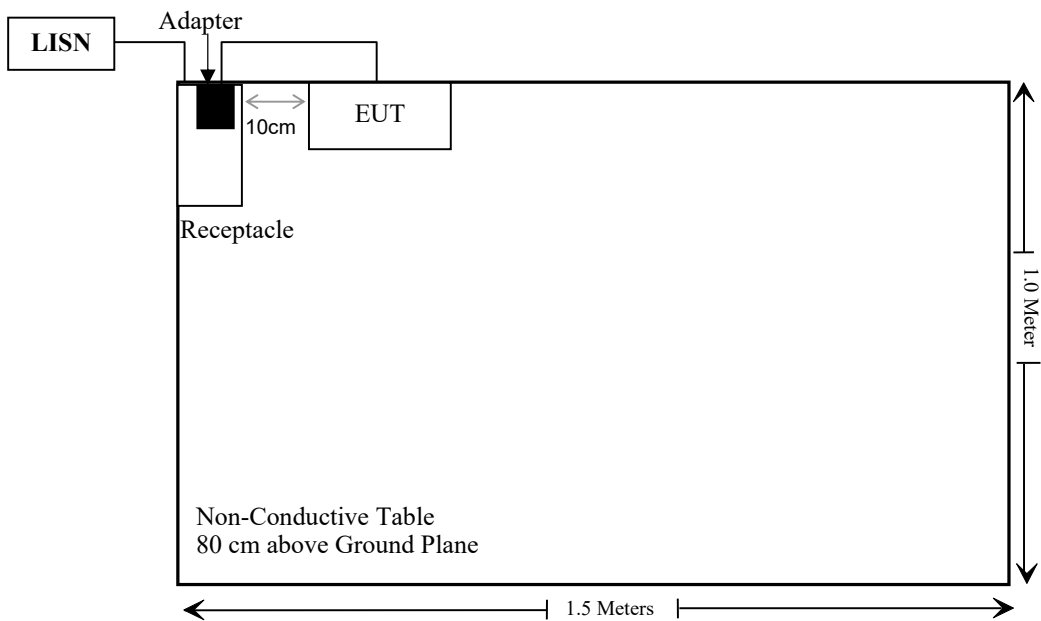 Adapter
LISN
EUT
10cm
Receptacle
1.0 Meter
Non-Conductive Table
80 cm above Ground Plane
1.5 Meters